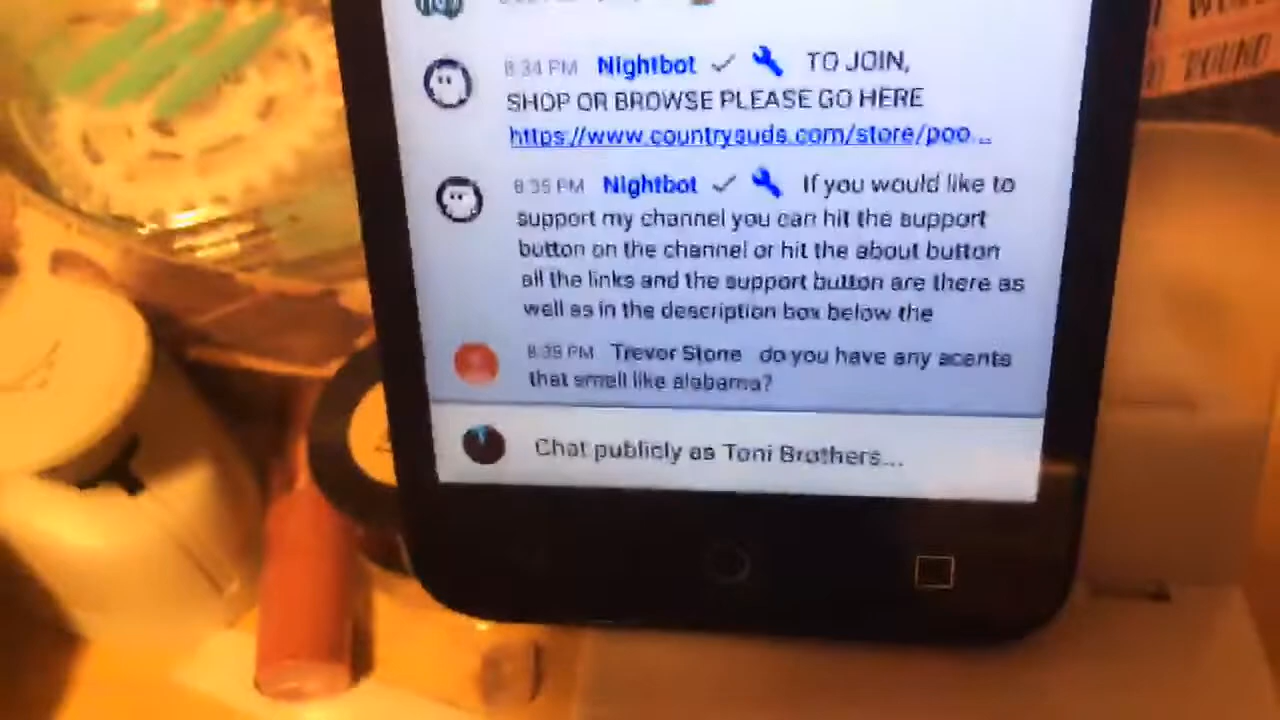 8:34 PM Nightbot TO JOIN,
SHOP OR BROWSE PLEASE GO HERE
https://www.countrysuds.com/store/poo...
8:35 PM Nightbot If you would like to
support my channel you can hit the support
button on the channel or hit the about button
all the links and the support button are there as
well as in the description box below the
8:39 PM Trevor Stone do you have any scents
that smell like alabama?
Chat publicly as Toni Brothers...
ROUND